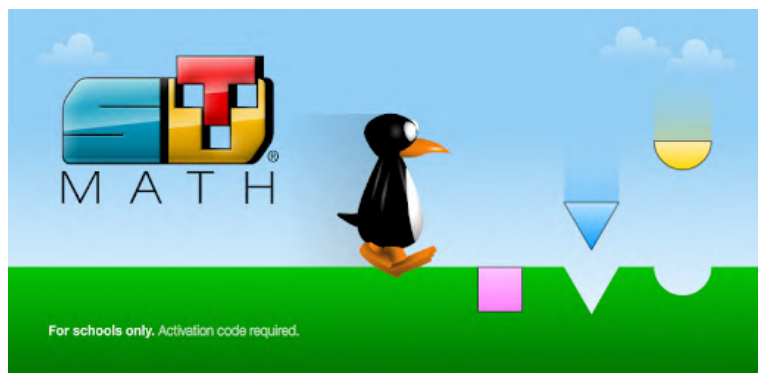 ST®
MATH
For schools only. Activation code required.